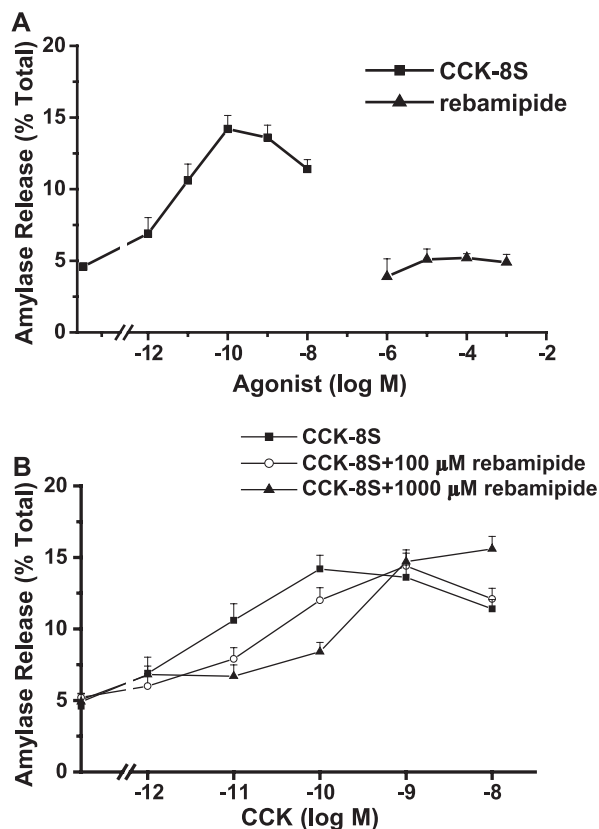 A
CCK-8S
rebamipide
Amylase Release (% Total)
20
15
10
5
0
-12 -10 -8 -6 -4 -2
Agonist (log M)
CCK-8S
CCK-8S+100 μM rebamipide
CCK-8S+1000 μM rebamipide
B
Amylase Release (% Total)
20
15
10
5
0
-12 -11 -10 -9 -8
CCK (log M)